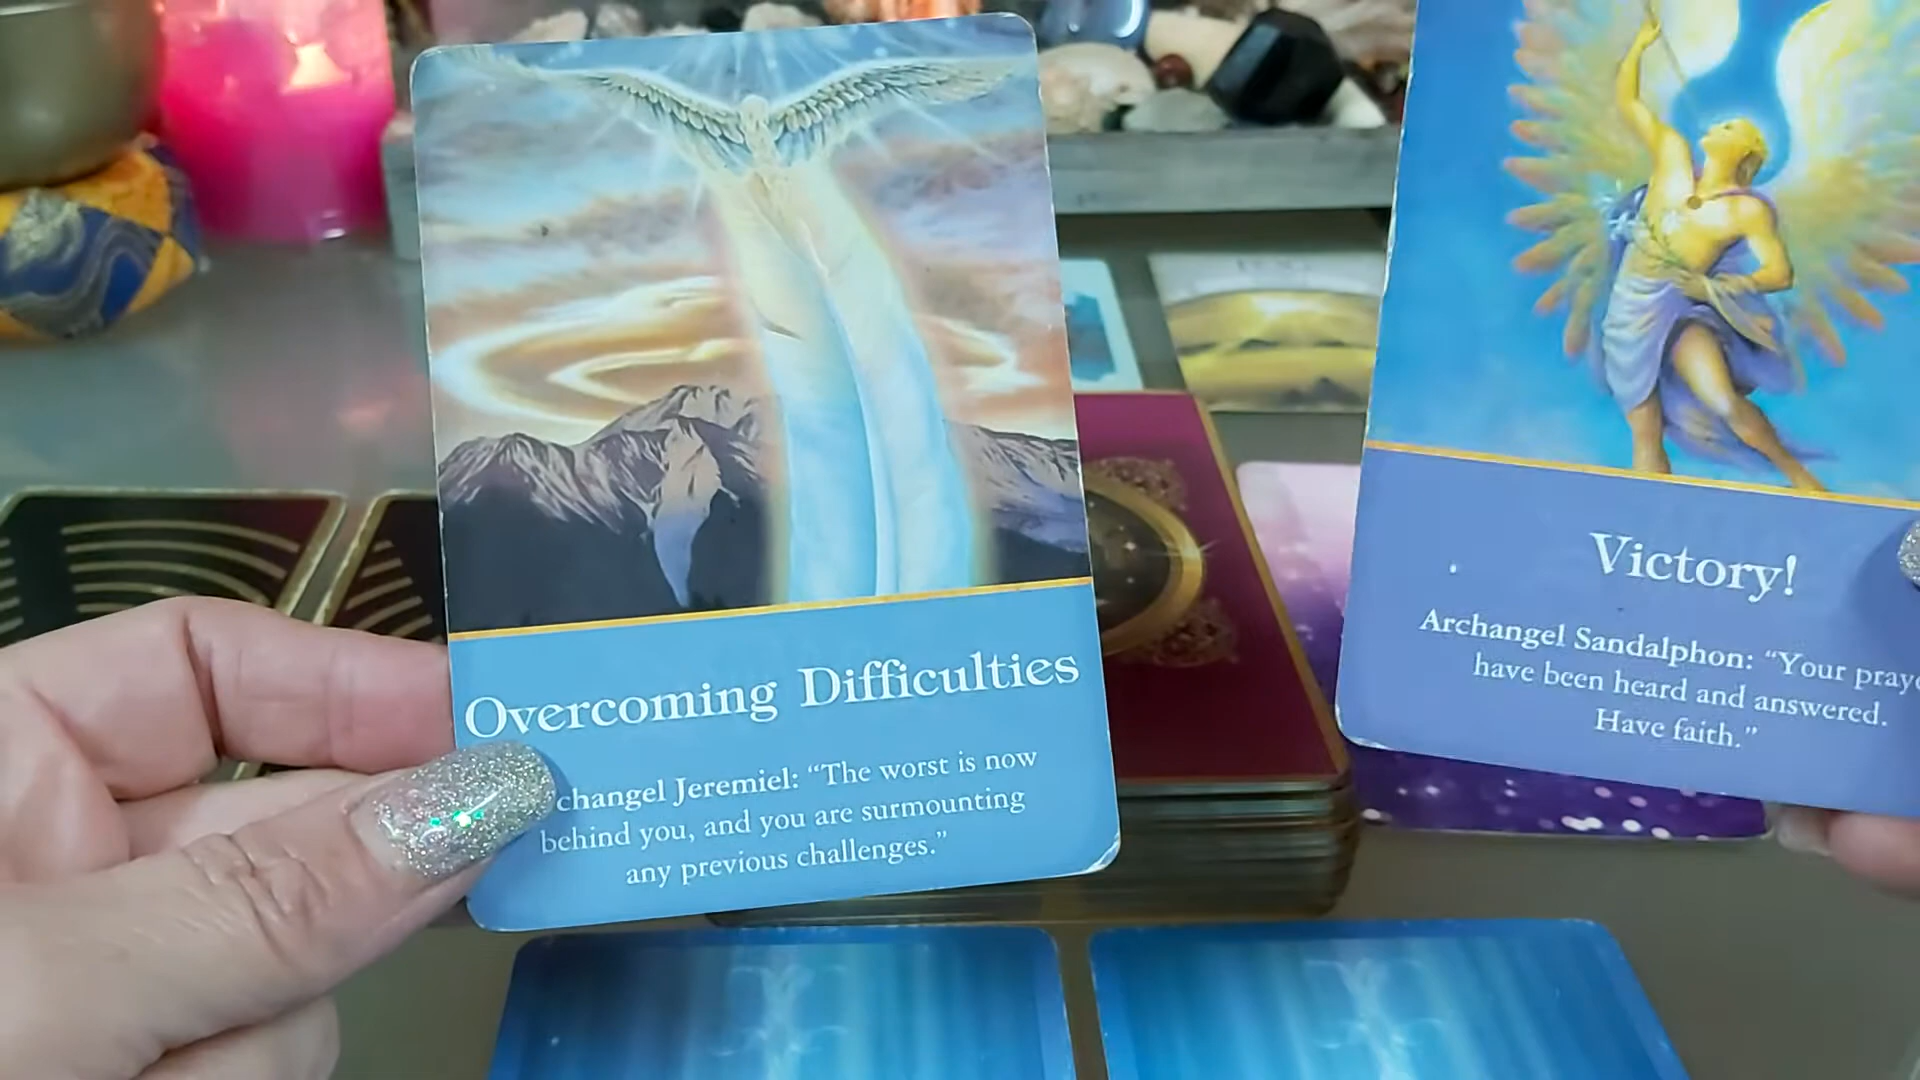 Overcoming Difficulties
changel Jeremiel: “The worst is now
behind you, and you are surmounting
any previous challenges.”
Victory!
Archangel Sandalphon: “Your
have been heard and answered.
Have faith.”